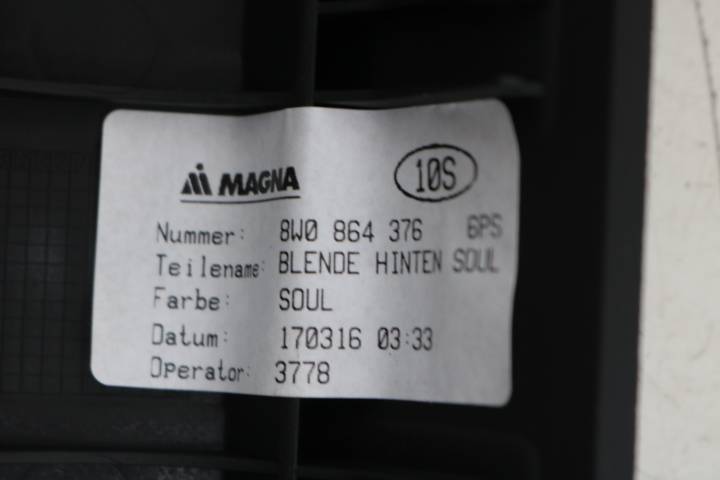 MAGNA 10S
Nummer: 8W0 864 376 6PS
Teilename: BLENDE HINTEN SOUL
Farbe: SOUL
Datum: 170316 03:33
Operator: 3778